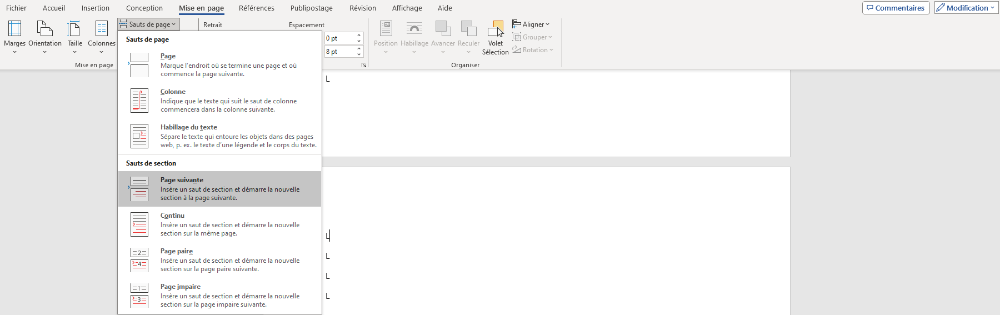 Fichier Accueil Insertion Conception Mise en page Références Publipostage Révision Affichage Aide Commentaires Modification
Marges Orientation Taille Colonnes
Sauts de page
Mise en page
Retrait
Espacement
0 pt
8 pt
Position Habillage Avancer Reculer Volet Sélection
Aligner
Grouper
Rotation
Organiser
Sauts de page
Page
Marque l'endroit où se termine une page et où
commence la page suivante.
Colonne
Indique que le texte qui suit le saut de colonne
commencera dans la colonne suivante.
Habillage du texte
Sépare le texte qui entoure les objets dans des pages
web, p. ex. le texte d'une légende et le corps du texte.
Sauts de section
Page suivante
Insère un saut de section et démarre la nouvelle
section à la page suivante.
Continu
Insère un saut de section et démarre la nouvelle
section sur la même page.
2
4
Page paire
Insère un saut de section et démarre la nouvelle
section sur la page paire suivante.
1
3
Page impaire
Insère un saut de section et démarre la nouvelle
section sur la page impaire suivante.
L
L
L
L
L